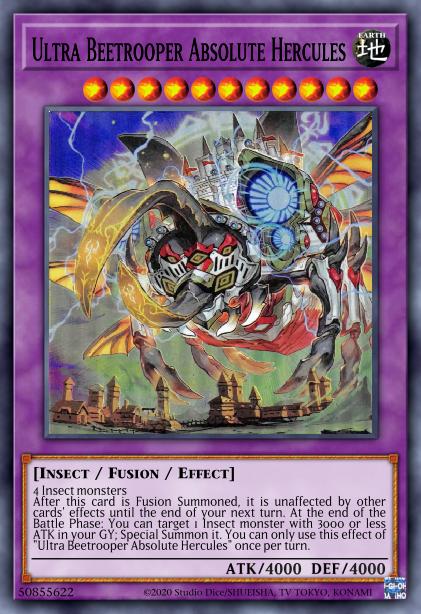 ULTRA BEETROOPER ABSOLUTE HERCULES
EARTH
地
[INSECT / FUSION / EFFECT]
4 Insect monsters
After this card is Fusion Summoned, it is unaffected by other
cards' effects until the end of your next turn. At the end of the
Battle Phase: You can target 1 Insect monster with 3000 or less
ATK in your GY; Special Summon it. You can only use this effect of
"Ultra Beetrooper Absolute Hercules" once per turn.
ATK/4000 DEF/4000
50855622
©2020 Studio Dice/SHUEISHA, TV TOKYO, KONAMI